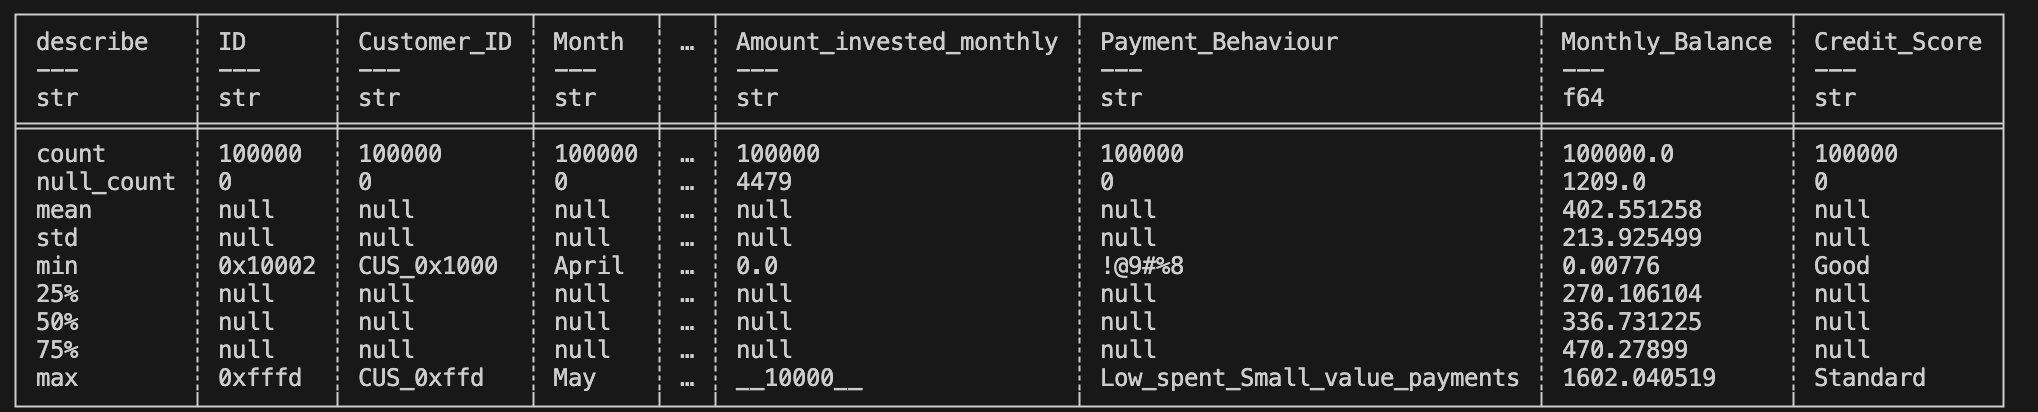 describe ID Customer_ID Month … Amount_invested_monthly Payment_Behaviour Monthly_Balance Credit_Score
--- --- --- --- --- --- --- ---
str str str str str str f64 str
count 100000 100000 100000 … 100000 100000 100000.0 100000
null_count 0 0 0 … 4479 0 1209.0 0
mean null null null … null null 402.551258 null
std null null null … null null 213.925499 null
min 0x10002 CUS_0x1000 April … 0.0 !@9#%8 0.00776 Good
25% null null null … null null 270.106104 null
50% null null null … null null 336.731225 null
75% null null null … null null 470.27899 null
max 0xfffd CUS_0xffd May … __10000__ Low_spent_Small_value_payments 1602.040519 Standard